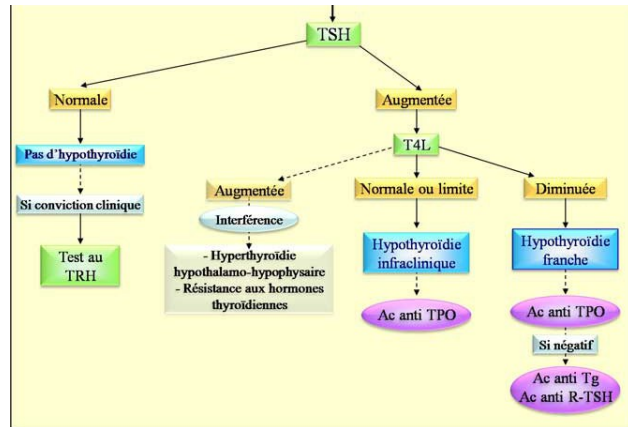 TSH
Normale
Augmentée
Pas d'hypothyroïdie
T4L
Si conviction clinique
Augmentée
Normale ou limite
Diminuée
Interférence
Test au
TRH
- Hyperthyroïdie
hypothalamo-hypophysaire
- Résistance aux hormones
thyroïdiennes
Hypothyroïdie
infraclinique
Hypothyroïdie
franche
Ac anti TPO
Ac anti TPO
Si négatif
Ac anti Tg
Ac anti R-TSH